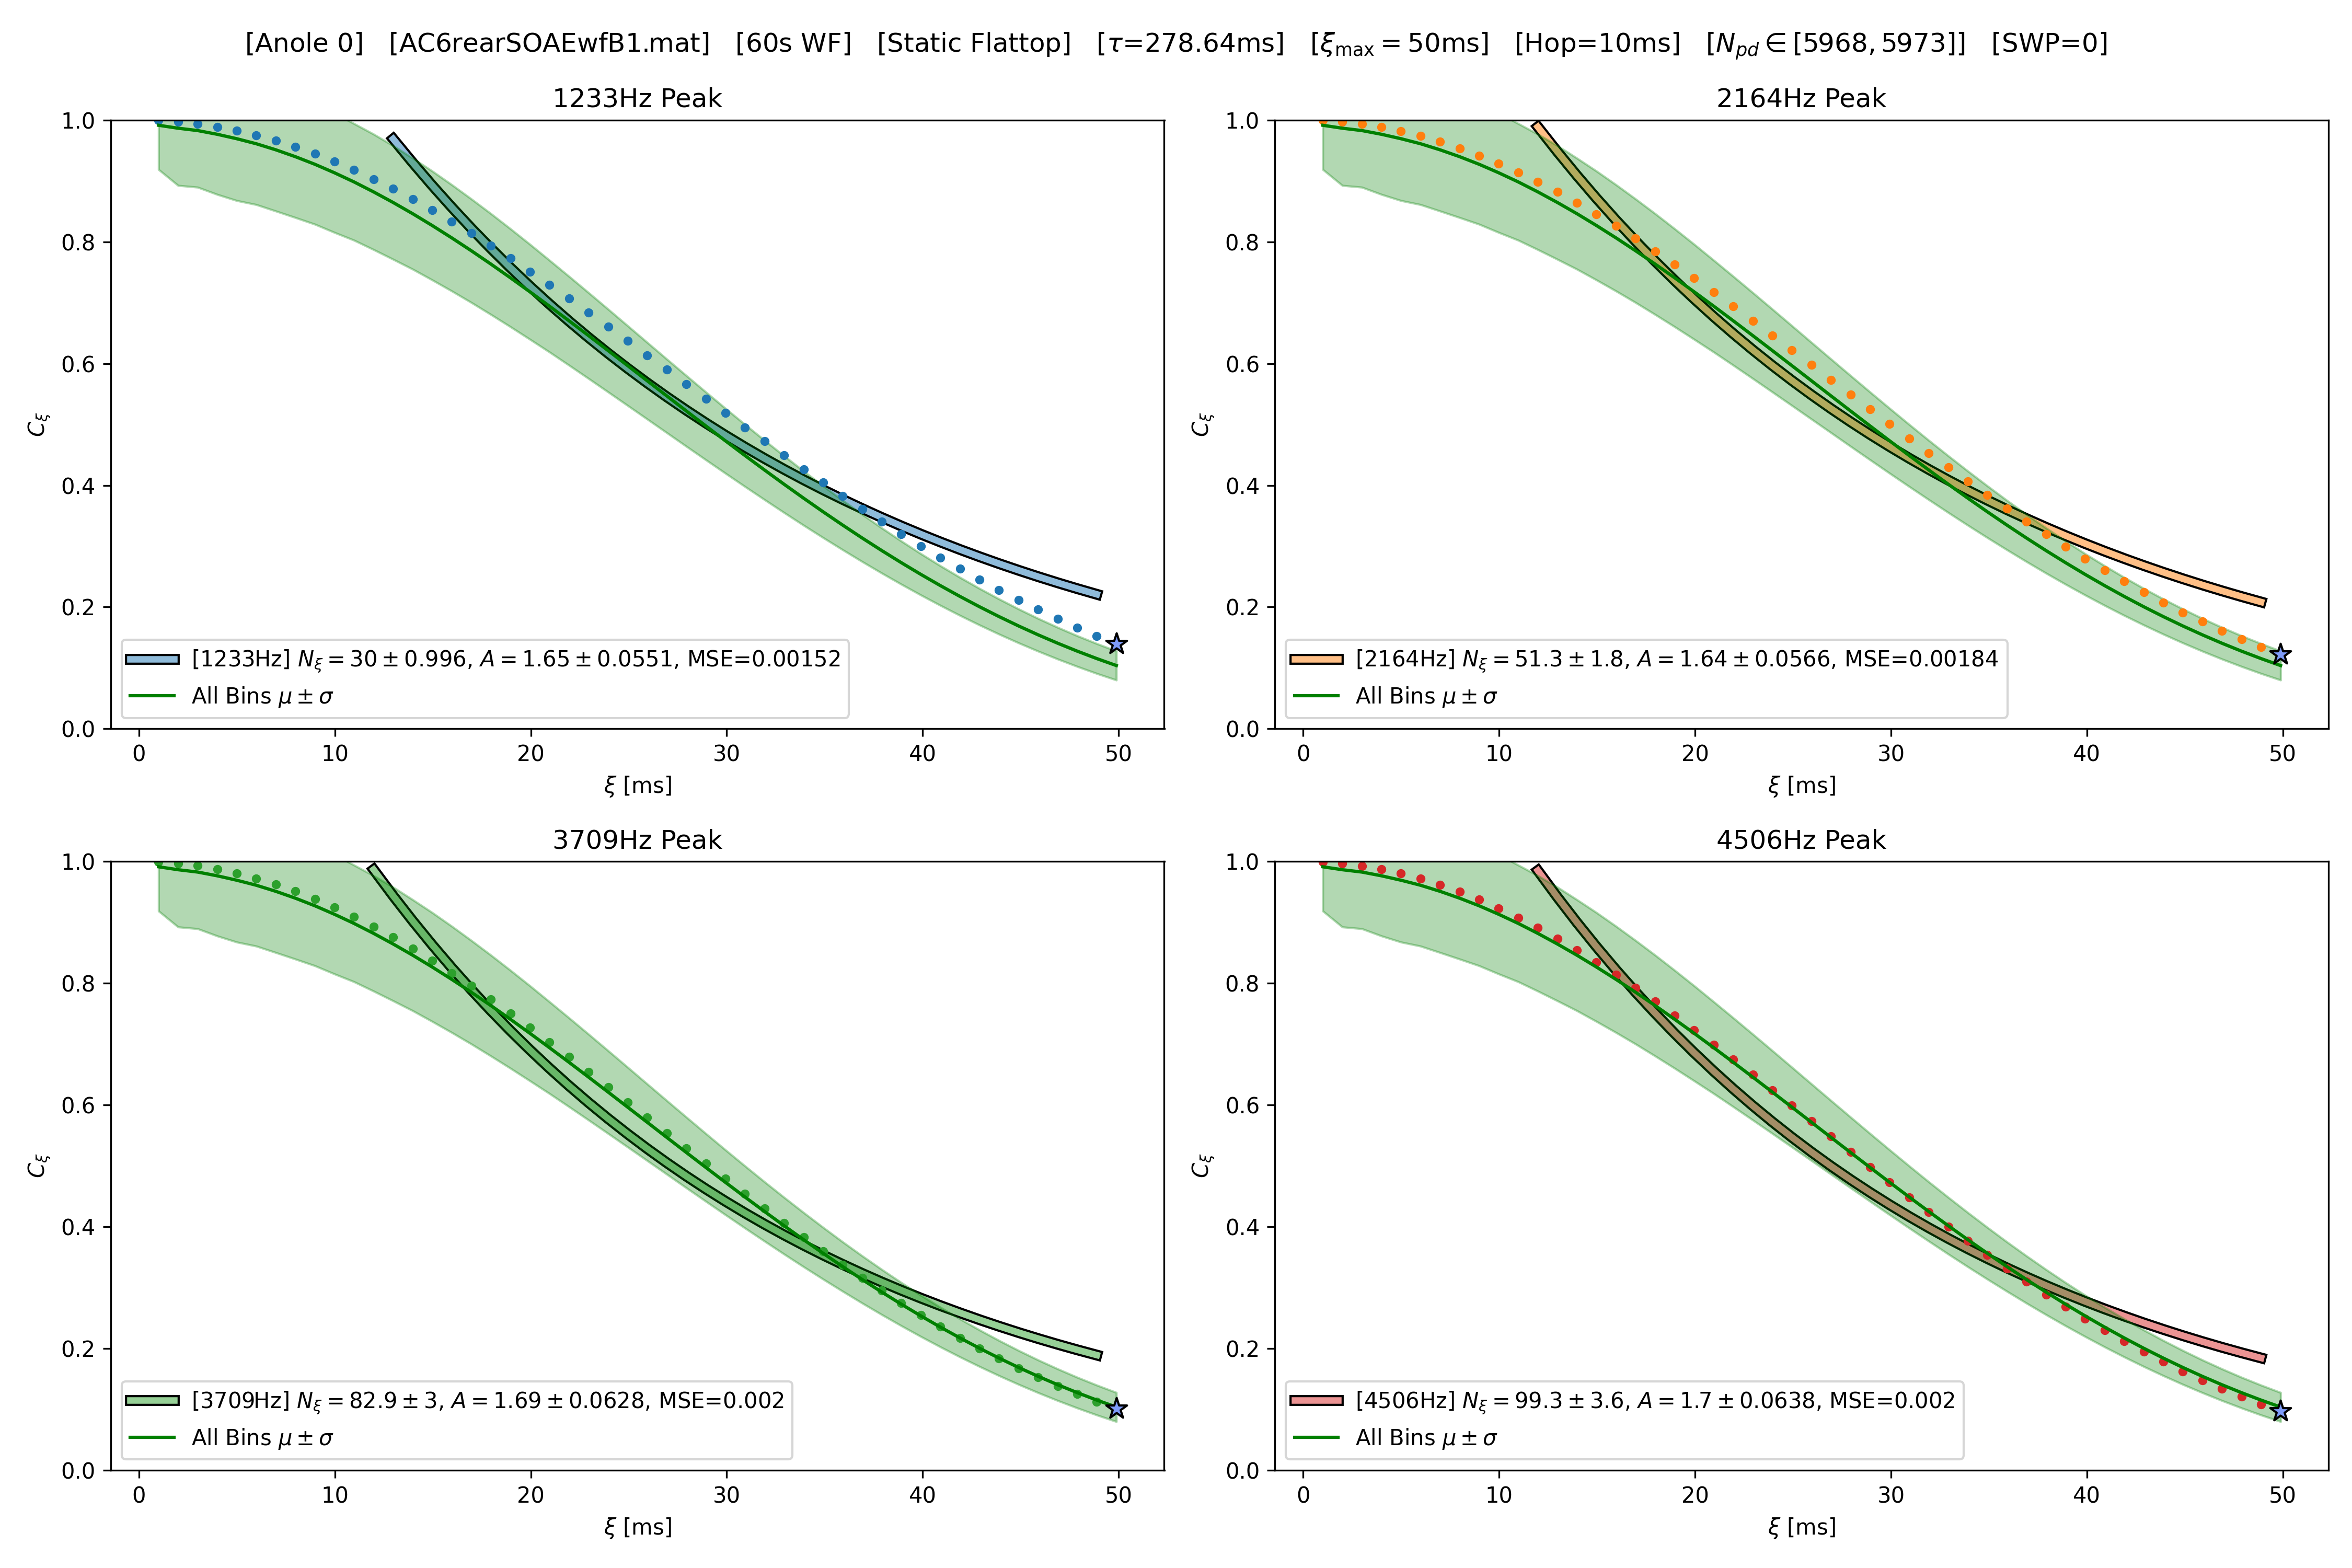 [Anole 0] [AC6rearSOAEwfB1.mat] [60s WF] [Static Flattop] [τ=278.64ms] [ξmax = 50ms] [Hop=10ms] [Npd ∈ [5968, 5973]] [SWP=0]
1233Hz Peak
1.0
0.8
0.6
0.4
0.2
0.0
Cξ
[1233Hz] Nξ = 30 ± 0.996, A = 1.65 ± 0.0551, MSE=0.00152
All Bins μ ± σ
0 10 20 30 40 50
ξ [ms]
2164Hz Peak
1.0
0.8
0.6
0.4
0.2
0.0
Cξ
[2164Hz] Nξ = 51.3 ± 1.8, A = 1.64 ± 0.0566, MSE=0.00184
All Bins μ ± σ
0 10 20 30 40 50
ξ [ms]
3709Hz Peak
1.0
0.8
0.6
0.4
0.2
0.0
Cξ
[3709Hz] Nξ = 82.9 ± 3, A = 1.69 ± 0.0628, MSE=0.002
All Bins μ ± σ
0 10 20 30 40 50
ξ [ms]
4506Hz Peak
1.0
0.8
0.6
0.4
0.2
0.0
Cξ
[4506Hz] Nξ = 99.3 ± 3.6, A = 1.7 ± 0.0638, MSE=0.002
All Bins μ ± σ
0 10 20 30 40 50
ξ [ms]